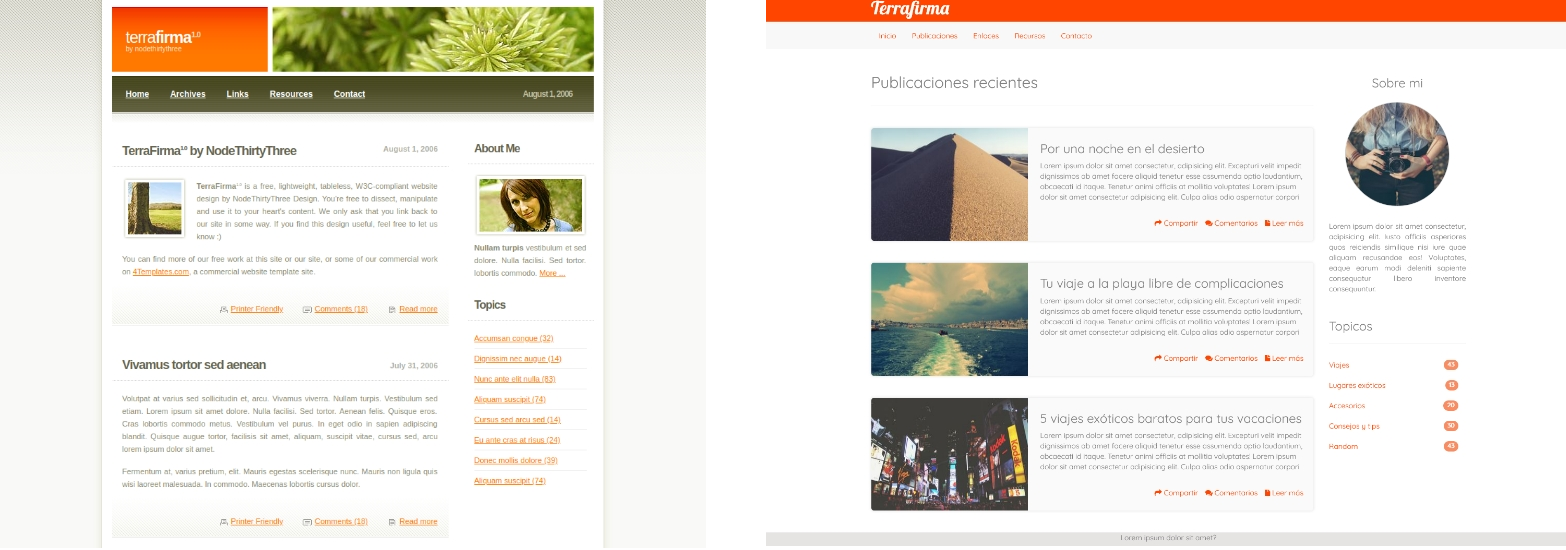 terrafirma1.0
by nodethirtythree
Home Archives Links Resources Contact August 1, 2006
TerraFirma1.0 by NodeThirtyThree August 1, 2006
TerraFirma1.0 is a free, lightweight, tableless, W3C-compliant website
design by NodeThirtyThree Design. You're free to dissect, manipulate
and use it to your heart's content. We only ask that you link back to
our site in some way. If you find this design useful, feel free to let us
know :)
You can find more of our free work at this site or our site, or some of our commercial work
on 4Templates.com, a commercial website template site.
Printer Friendly Comments (18) Read more
Vivamus tortor sed aenean July 31, 2006
Volutpat at varius sed sollicitudin et, arcu. Vivamus viverra. Nullam turpis. Vestibulum sed
etiam. Lorem ipsum sit amet dolore. Nulla facilisi. Sed tortor. Aenean felis. Quisque eros.
Cras lobortis commodo metus. Vestibulum vel purus. In eget odio in sapien adipiscing
blandit. Quisque augue tortor, facilisis sit amet, aliquam, suscipit vitae, cursus sed, arcu
lorem ipsum dolor sit amet.
Fermentum at, varius pretium, elit. Mauris egestas scelerisque nunc. Mauris non ligula quis
wisi laoreet malesuada. In commodo. Maecenas lobortis cursus dolor.
Printer Friendly Comments (18) Read more
About Me
Nullam turpis vestibulum et sed
dolore. Nulla facilisi. Sed tortor.
lobortis commodo. More ...
Topics
Accumsan congue (32)
Dignissim nec augue (14)
Nunc ante elit nulla (83)
Aliquam suscipit (74)
Cursus sed arcu sed (14)
Eu ante cras at risus (24)
Donec mollis dolore (39)
Aliquam suscipit (74)
Terrafirma
Inicio Publicaciones Enlaces Recursos Contacto
Publicaciones recientes
Por una noche en el desierto
Lorem ipsum dolor sit amet consectetur, adipisicing elit. Excepturi velit impedit
dignissimos ab amet facere aliquid tenetur esse assumenda optio laudantium,
obcaecati id itaque. Tenetur animi officiis at mollitia voluptates! Lorem ipsum
dolor sit amet consectetur adipisicing elit. Culpa alias odio aspernatur corpori
Compartir Comentarios Leer más
Tu viaje a la playa libre de complicaciones
Lorem ipsum dolor sit amet consectetur, adipisicing elit. Excepturi velit impedit
dignissimos ab amet facere aliquid tenetur esse assumenda optio laudantium,
obcaecati id itaque. Tenetur animi officiis at mollitia voluptates! Lorem ipsum
dolor sit amet consectetur adipisicing elit. Culpa alias odio aspernatur corpori
Compartir Comentarios Leer más
5 viajes exóticos baratos para tus vacaciones
Lorem ipsum dolor sit amet consectetur, adipisicing elit. Excepturi velit impedit
dignissimos ab amet facere aliquid tenetur esse assumenda optio laudantium,
obcaecati id itaque. Tenetur animi officiis at mollitia voluptates! Lorem ipsum
dolor sit amet consectetur adipisicing elit. Culpa alias odio aspernatur corpori
Compartir Comentarios Leer más
Sobre mi
Lorem ipsum dolor sit amet consectetur,
adipisicing elit. Iusto officiis asperiores
quas reiciendis similique nisi iure quae
aliquam recusandae eos! Voluptates,
eaque earum modi deleniti sapiente
consequatur libero inventore
consequuntur.
Topicos
Viajes 43
Lugares exóticos 13
Accesorios 20
Consejos y tips 30
Random 43
Lorem ipsum dolor sit amet?